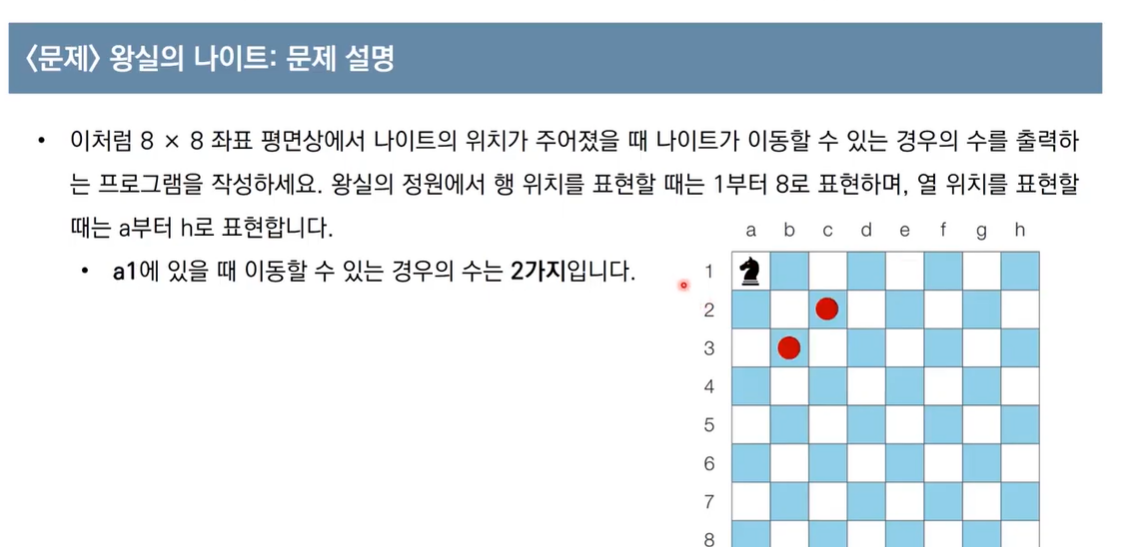 〈문제〉 왕실의 나이트: 문제 설명
• 이처럼 8 × 8 좌표 평면상에서 나이트의 위치가 주어졌을 때 나이트가 이동할 수 있는 경우의 수를 출력하
는 프로그램을 작성하세요. 왕실의 정원에서 행 위치를 표현할 때는 1부터 8로 표현하며, 열 위치를 표현할
때는 a부터 h로 표현합니다.
• a1에 있을 때 이동할 수 있는 경우의 수는 2가지입니다.
a b c d e f g h
1
2
3
4
5
6
7
8